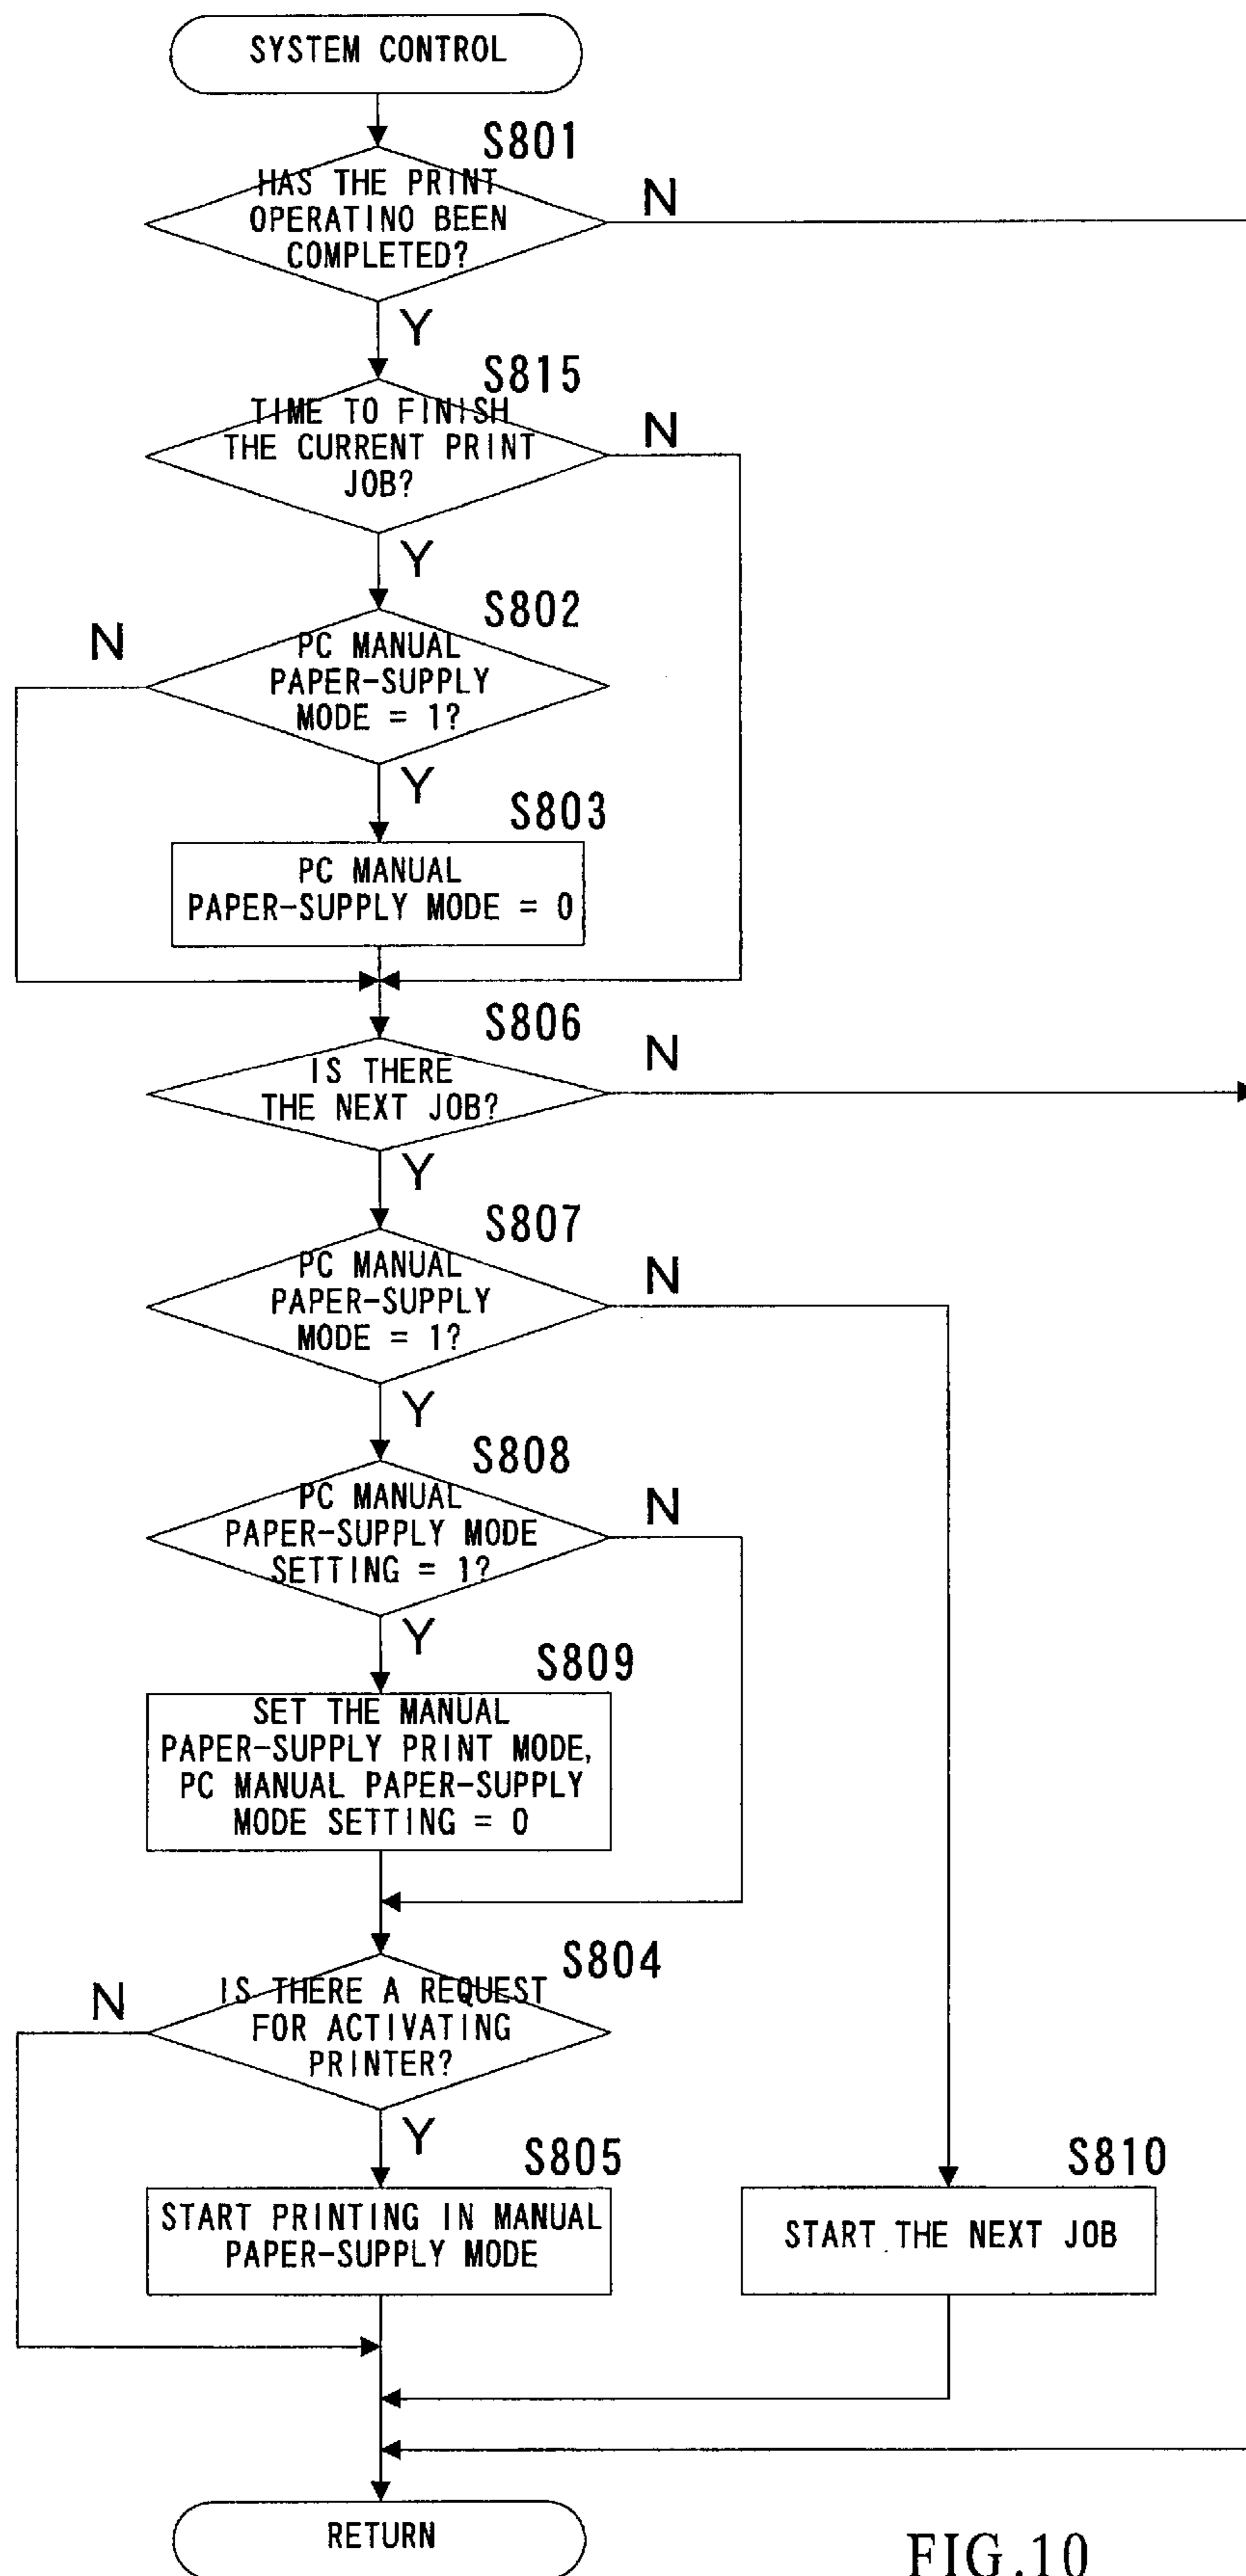 SYSTEM CONTROL
S801
HAS THE PRINT
OPERATINO BEEN
COMPLETED?
N
Y
S815
TIME TO FINISH
THE CURRENT PRINT
JOB?
N
Y
S802
PC MANUAL
PAPER-SUPPLY
MODE = 1?
N
Y
S803
PC MANUAL
PAPER-SUPPLY MODE = 0
S806
IS THERE
THE NEXT JOB?
N
Y
S807
PC MANUAL
PAPER-SUPPLY
MODE = 1?
N
Y
S808
PC MANUAL
PAPER-SUPPLY MODE
SETTING = 1?
N
Y
S809
SET THE MANUAL
PAPER-SUPPLY PRINT MODE,
PC MANUAL PAPER-SUPPLY
MODE SETTING = 0
S804
IS THERE A REQUEST
FOR ACTIVATING
PRINTER?
N
Y
S805
START PRINTING IN MANUAL
PAPER-SUPPLY MODE
S810
START THE NEXT JOB
RETURN
FIG.10